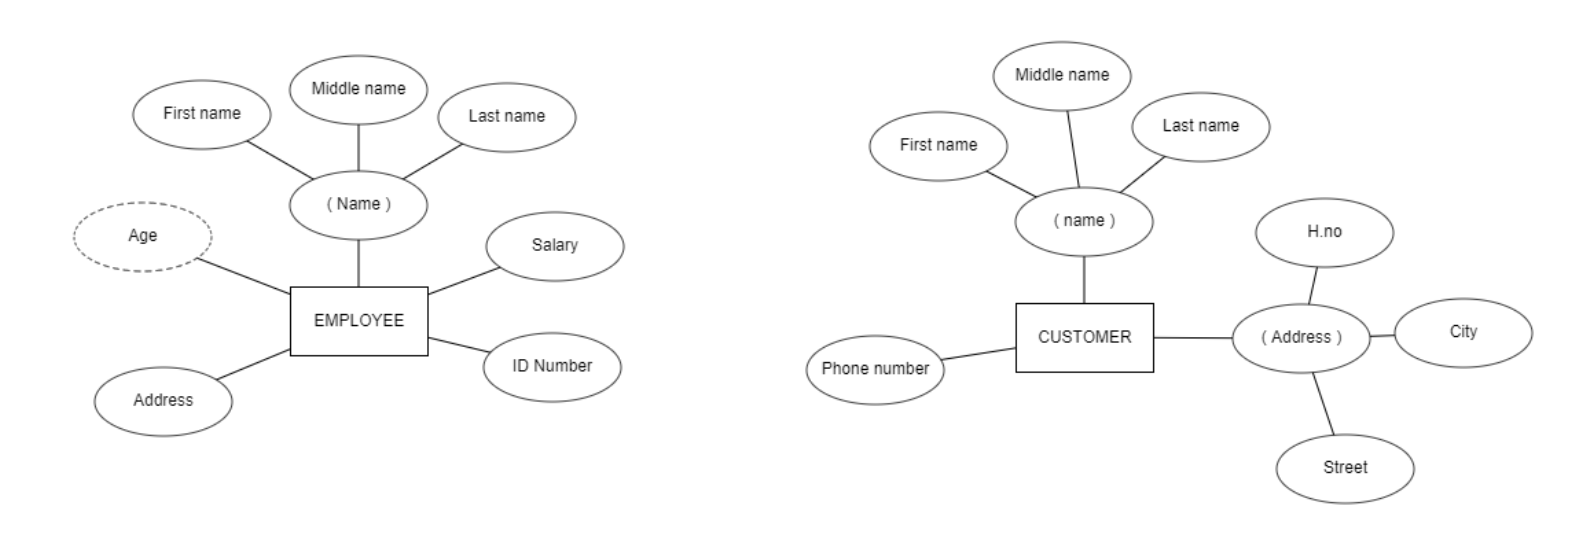 Middle name
First name
Last name
( Name )
Age
Salary
EMPLOYEE
ID Number
Address
Middle name
First name
Last name
( name )
H.no
CUSTOMER
( Address )
City
Phone number
Street